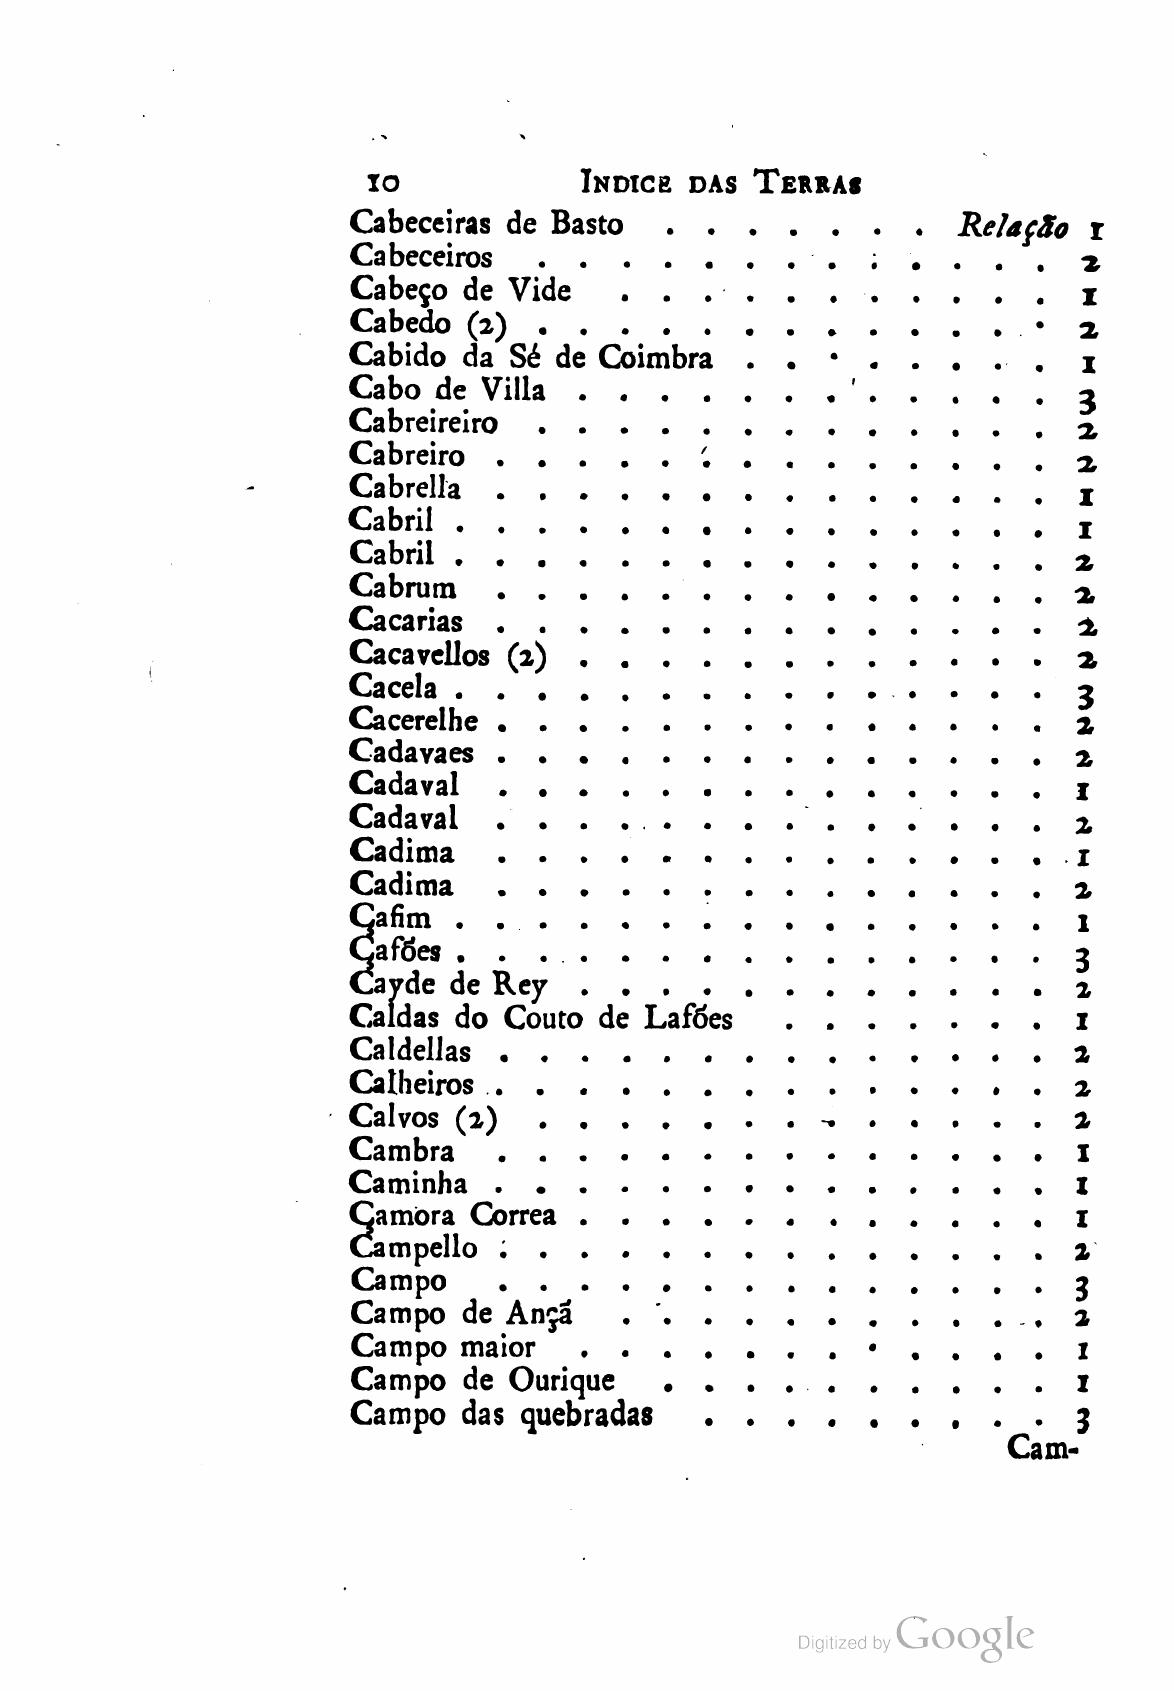 10 INDICE DAS TERRAS
Cabeceiras de Basto . . . . . . . Relação 1
Cabeceiros . . . . . . . . . . . . . 2
Cabeço de Vide . . . . . . . . . . . 1
Cabedo (2) . . . . . . . . . . . . . 2
Cabido da Sé de Coimbra . . . . . . . . 1
Cabo de Villa . . . . . . . . . . . . 3
Cabreireiro . . . . . . . . . . . . . 2
Cabreiro . . . . . . . . . . . . . . 2
Cabrella . . . . . . . . . . . . . . 1
Cabril . . . . . . . . . . . . . . . 1
Cabril . . . . . . . . . . . . . . . 2
Cabrum . . . . . . . . . . . . . . 2
Cacarias . . . . . . . . . . . . . . 2
Cacavellos (2) . . . . . . . . . . . . 2
Cacela . . . . . . . . . . . . . . . 3
Cacerelhe . . . . . . . . . . . . . . 2
Cadavaes . . . . . . . . . . . . . . 2
Cadaval . . . . . . . . . . . . . . 1
Cadaval . . . . . . . . . . . . . . 2
Cadima . . . . . . . . . . . . . . 1
Cadima . . . . . . . . . . . . . . 2
Çafim . . . . . . . . . . . . . . . 1
Çafões . . . . . . . . . . . . . . . 3
Cayde de Rey . . . . . . . . . . . . 2
Caldas do Couto de Lafões . . . . . . . 1
Caldellas . . . . . . . . . . . . . . 2
Calheiros . . . . . . . . . . . . . . 2
Calvos (2) . . . . . . . . . . . . . 2
Cambra . . . . . . . . . . . . . . 1
Caminha . . . . . . . . . . . . . . 1
Çamora Correa . . . . . . . . . . . . 1
Campello . . . . . . . . . . . . . . 2
Campo . . . . . . . . . . . . . . 3
Campo de Ançã . . . . . . . . . . . 2
Campo maior . . . . . . . . . . . . 1
Campo de Ourique . . . . . . . . . . 1
Campo das quebradas . . . . . . . . . 3
Cam-
Digitized by Google